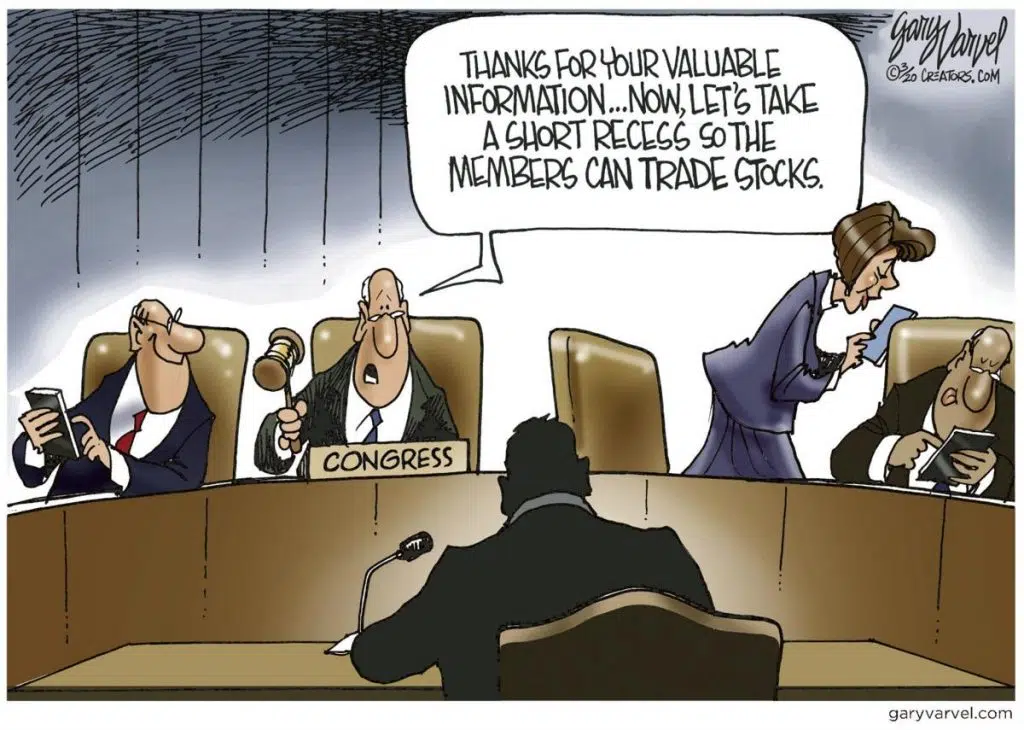 Gary Varvel
©3/20 CREATORS.COM
THANKS FOR YOUR VALUABLE
INFORMATION...NOW, LET'S TAKE
A SHORT RECESS SO THE
MEMBERS CAN TRADE STOCKS.
CONGRESS
garyvarvel.com